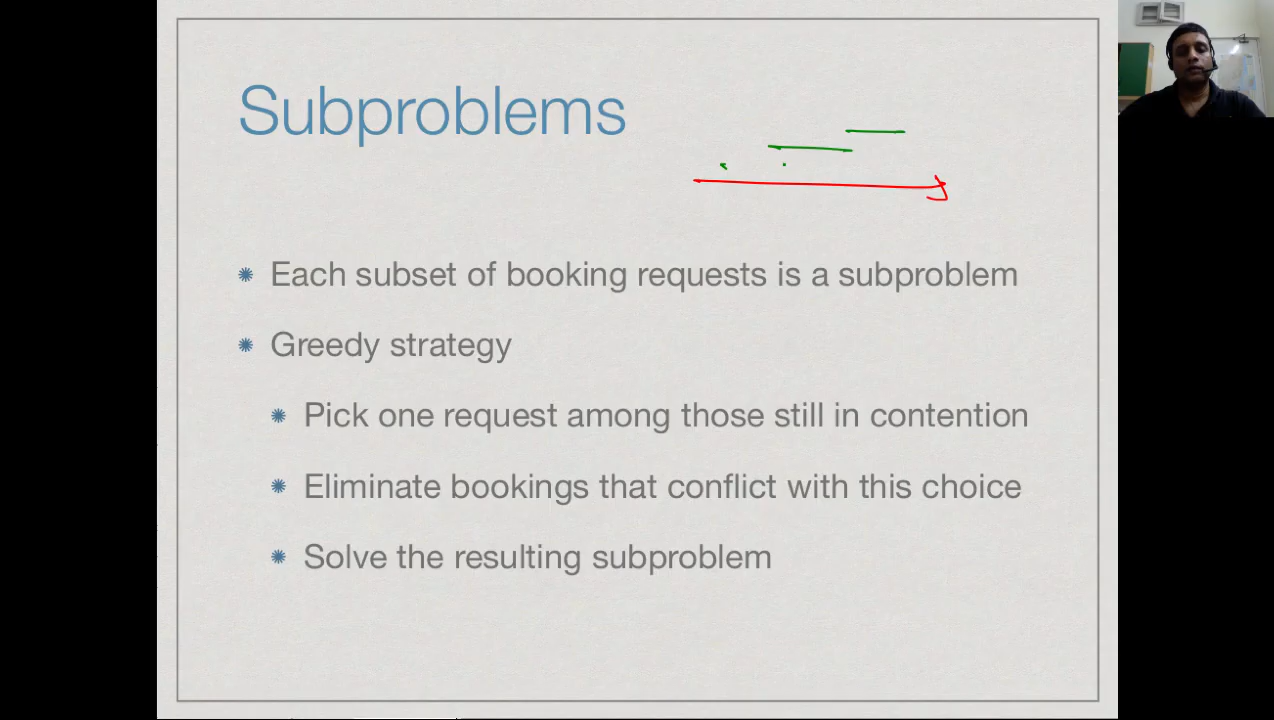 Subproblems
Each subset of booking requests is a subproblem
Greedy strategy
Pick one request among those still in contention
Eliminate bookings that conflict with this choice
Solve the resulting subproblem